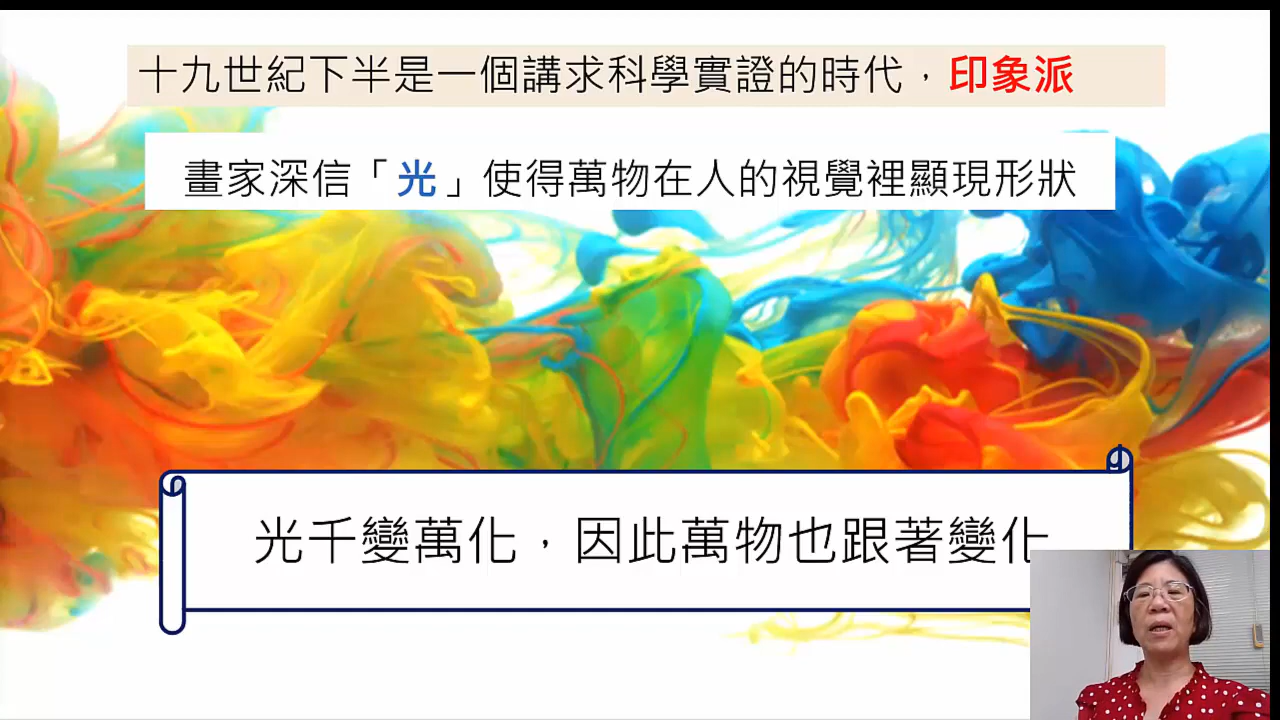 十九世紀下半是一個講求科學實證的時代，印象派
畫家深信「光」使得萬物在人的視覺裡顯現形狀
光千變萬化，因此萬物也跟著變化